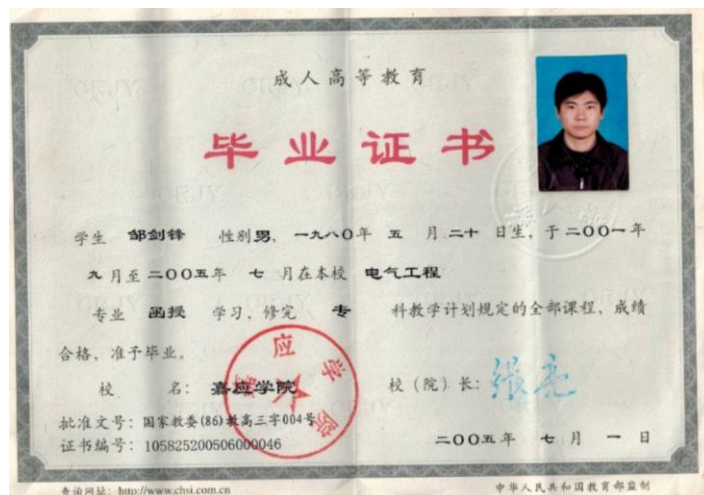 成人高等教育
毕业证书
学生 邹剑锋 性别男, 一九八〇年 五 月二十 日生, 于二〇〇一年
九月至二〇〇五年 七 月在本校 电气工程
专业 函授 学习, 修完 专 科教学计划规定的全部课程, 成绩
合格, 准予毕业。
校 名: 嘉应学院 校(院)长: 张亮
批准文号: 国家教委(86)教高三字004号
证书编号: 105825200506000046 二〇〇五年 七 月 一 日
查询网址: http://www.chsi.com.cn 中华人民共和国教育部监制